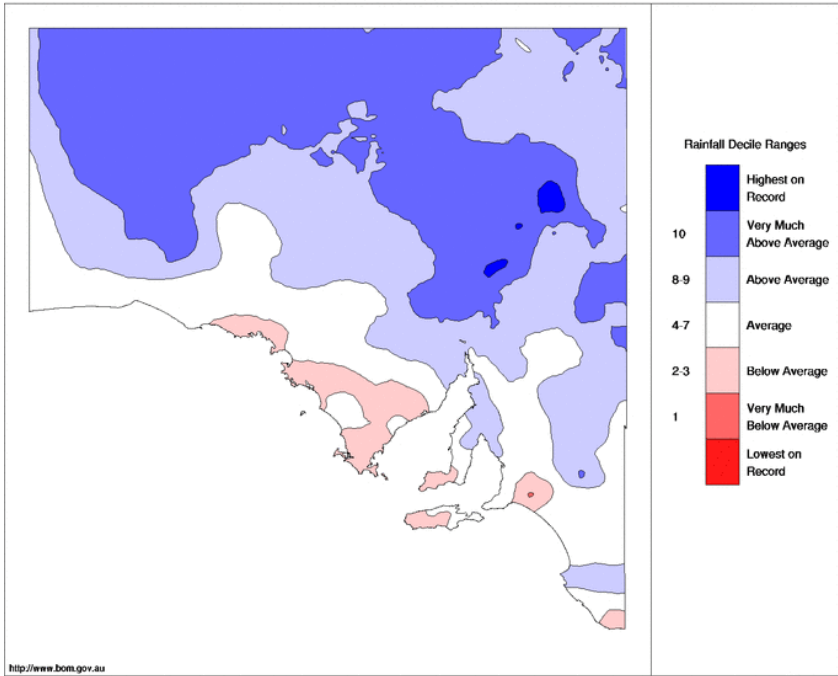 Rainfall Decile Ranges
Highest on
Record
10
Very Much
Above Average
8-9
Above Average
4-7
Average
2-3
Below Average
1
Very Much
Below Average
Lowest on
Record
http://www.bom.gov.au